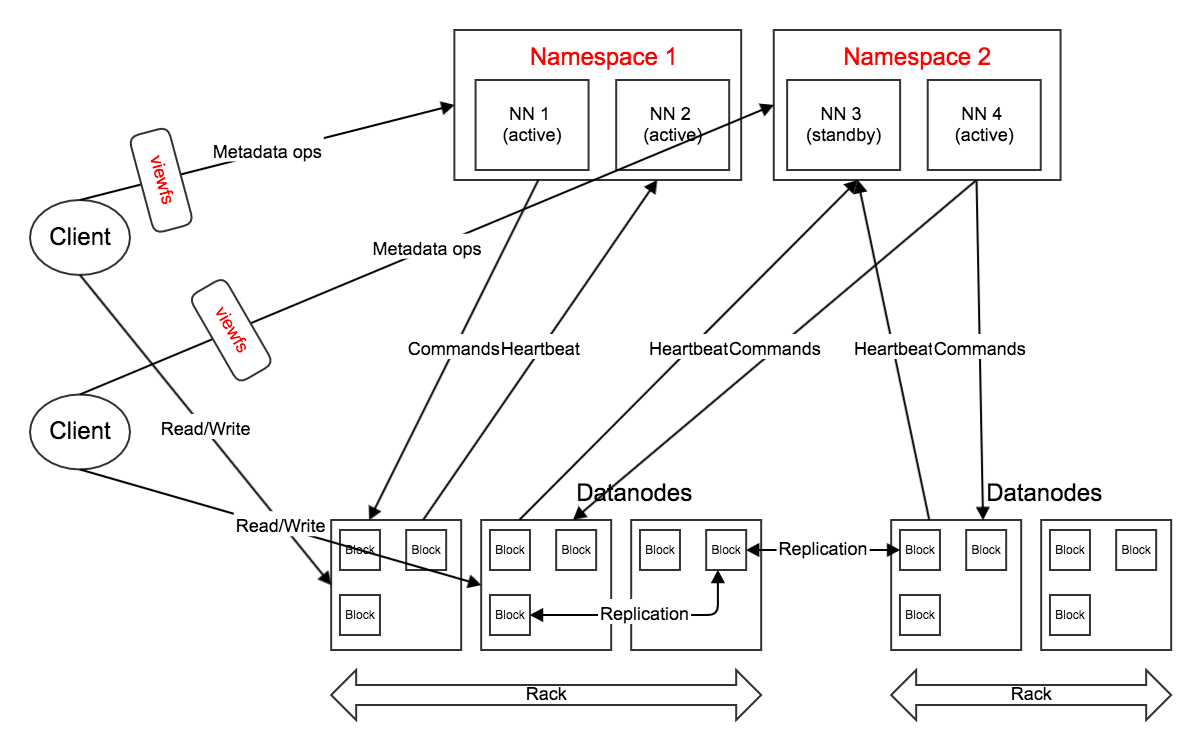 Namespace 1
Namespace 2
NN 1
(active)
NN 2
(active)
NN 3
(standby)
NN 4
(active)
Metadata ops
viewfs
Client
Metadata ops
viewfs
Commands
Heartbeat
Heartbeat
Commands
Heartbeat
Commands
Client
Read/Write
Datanodes
Datanodes
Read/Write
Block
Block
Block
Block
Block
Block
Replication
Block
Block
Block
Block
Block
Block
Replication
Block
Block
Rack
Rack